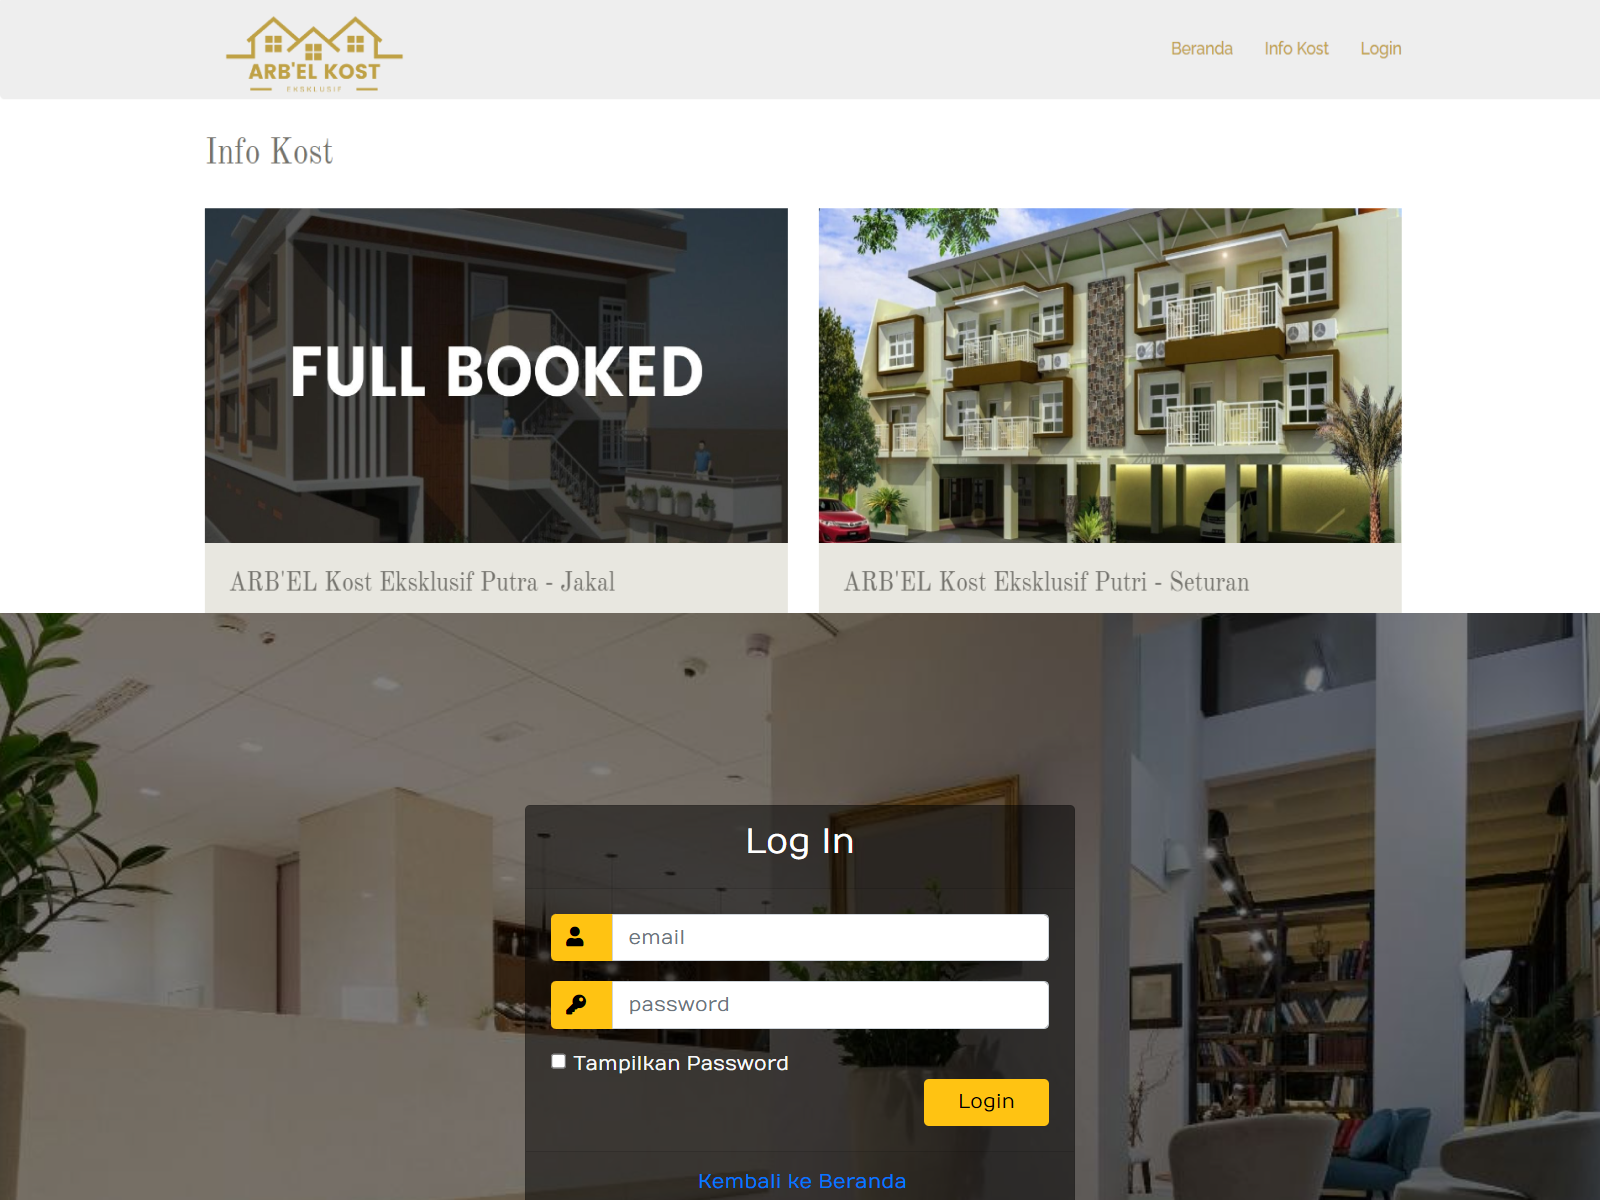 ARB'EL KOST
EKSKLUSIF
Beranda
Info Kost
Login
Info Kost
FULL BOOKED
ARB'EL Kost Eksklusif Putra - Jakal
ARB'EL Kost Eksklusif Putri - Seturan
Log In
email
password
Tampilkan Password
Login
Kembali ke Beranda